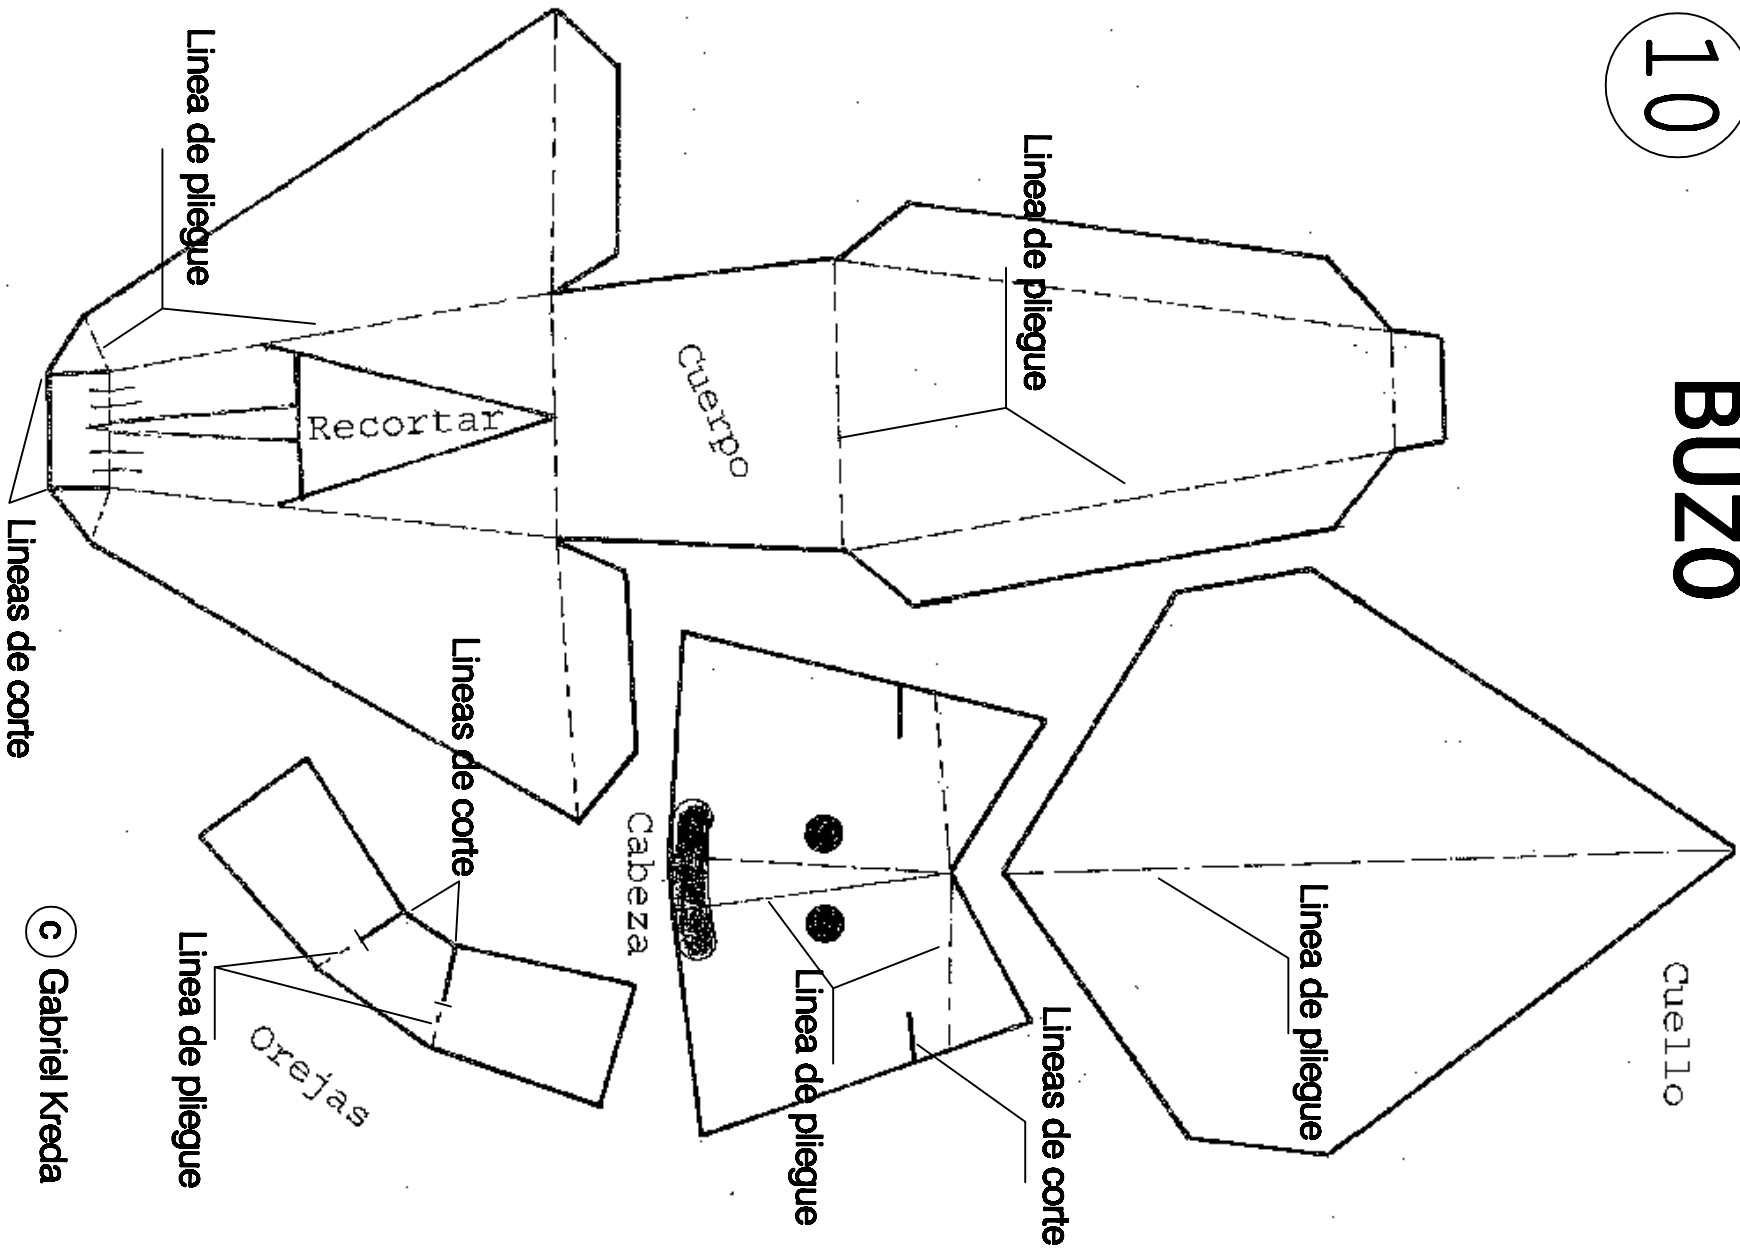 10
BUZO
Linea de pliegue
Linea de pliegue
Cuerpo
Recortar
Lineas de corte
Lineas de corte
Cabeza
Linea de pliegue
Lineas de corte
Linea de pliegue
Cuello
Orejas
Linea de pliegue
c Gabriel Kreda